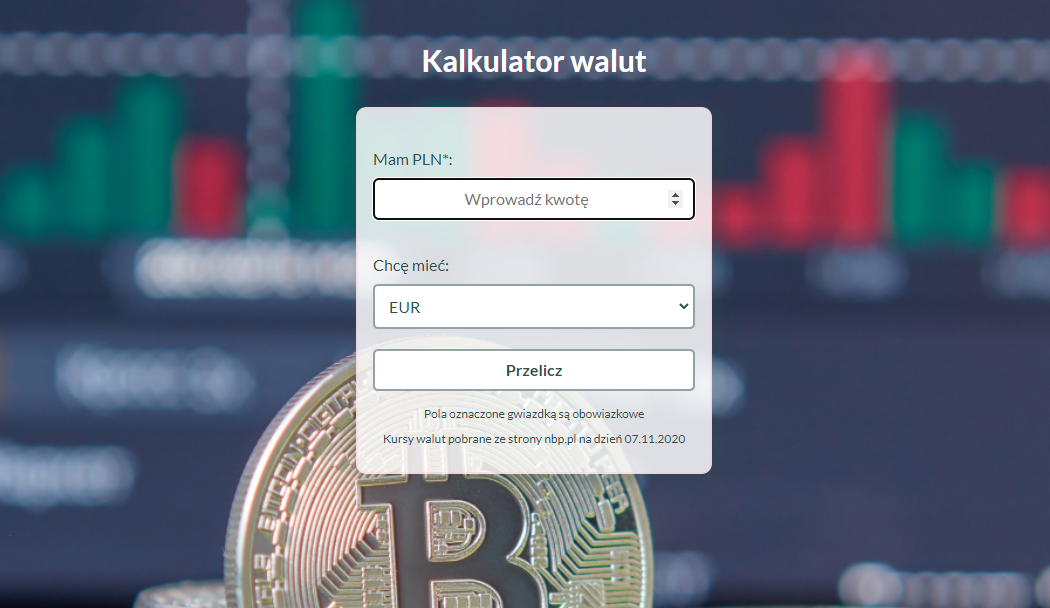 Kalkulator walut
Mam PLN*:
Wprowadź kwotę
Chcę mieć:
EUR
Przelicz
Pola oznaczone gwiazdką są obowiazkowe
Kursy walut pobrane ze strony nbp.pl na dzień 07.11.2020